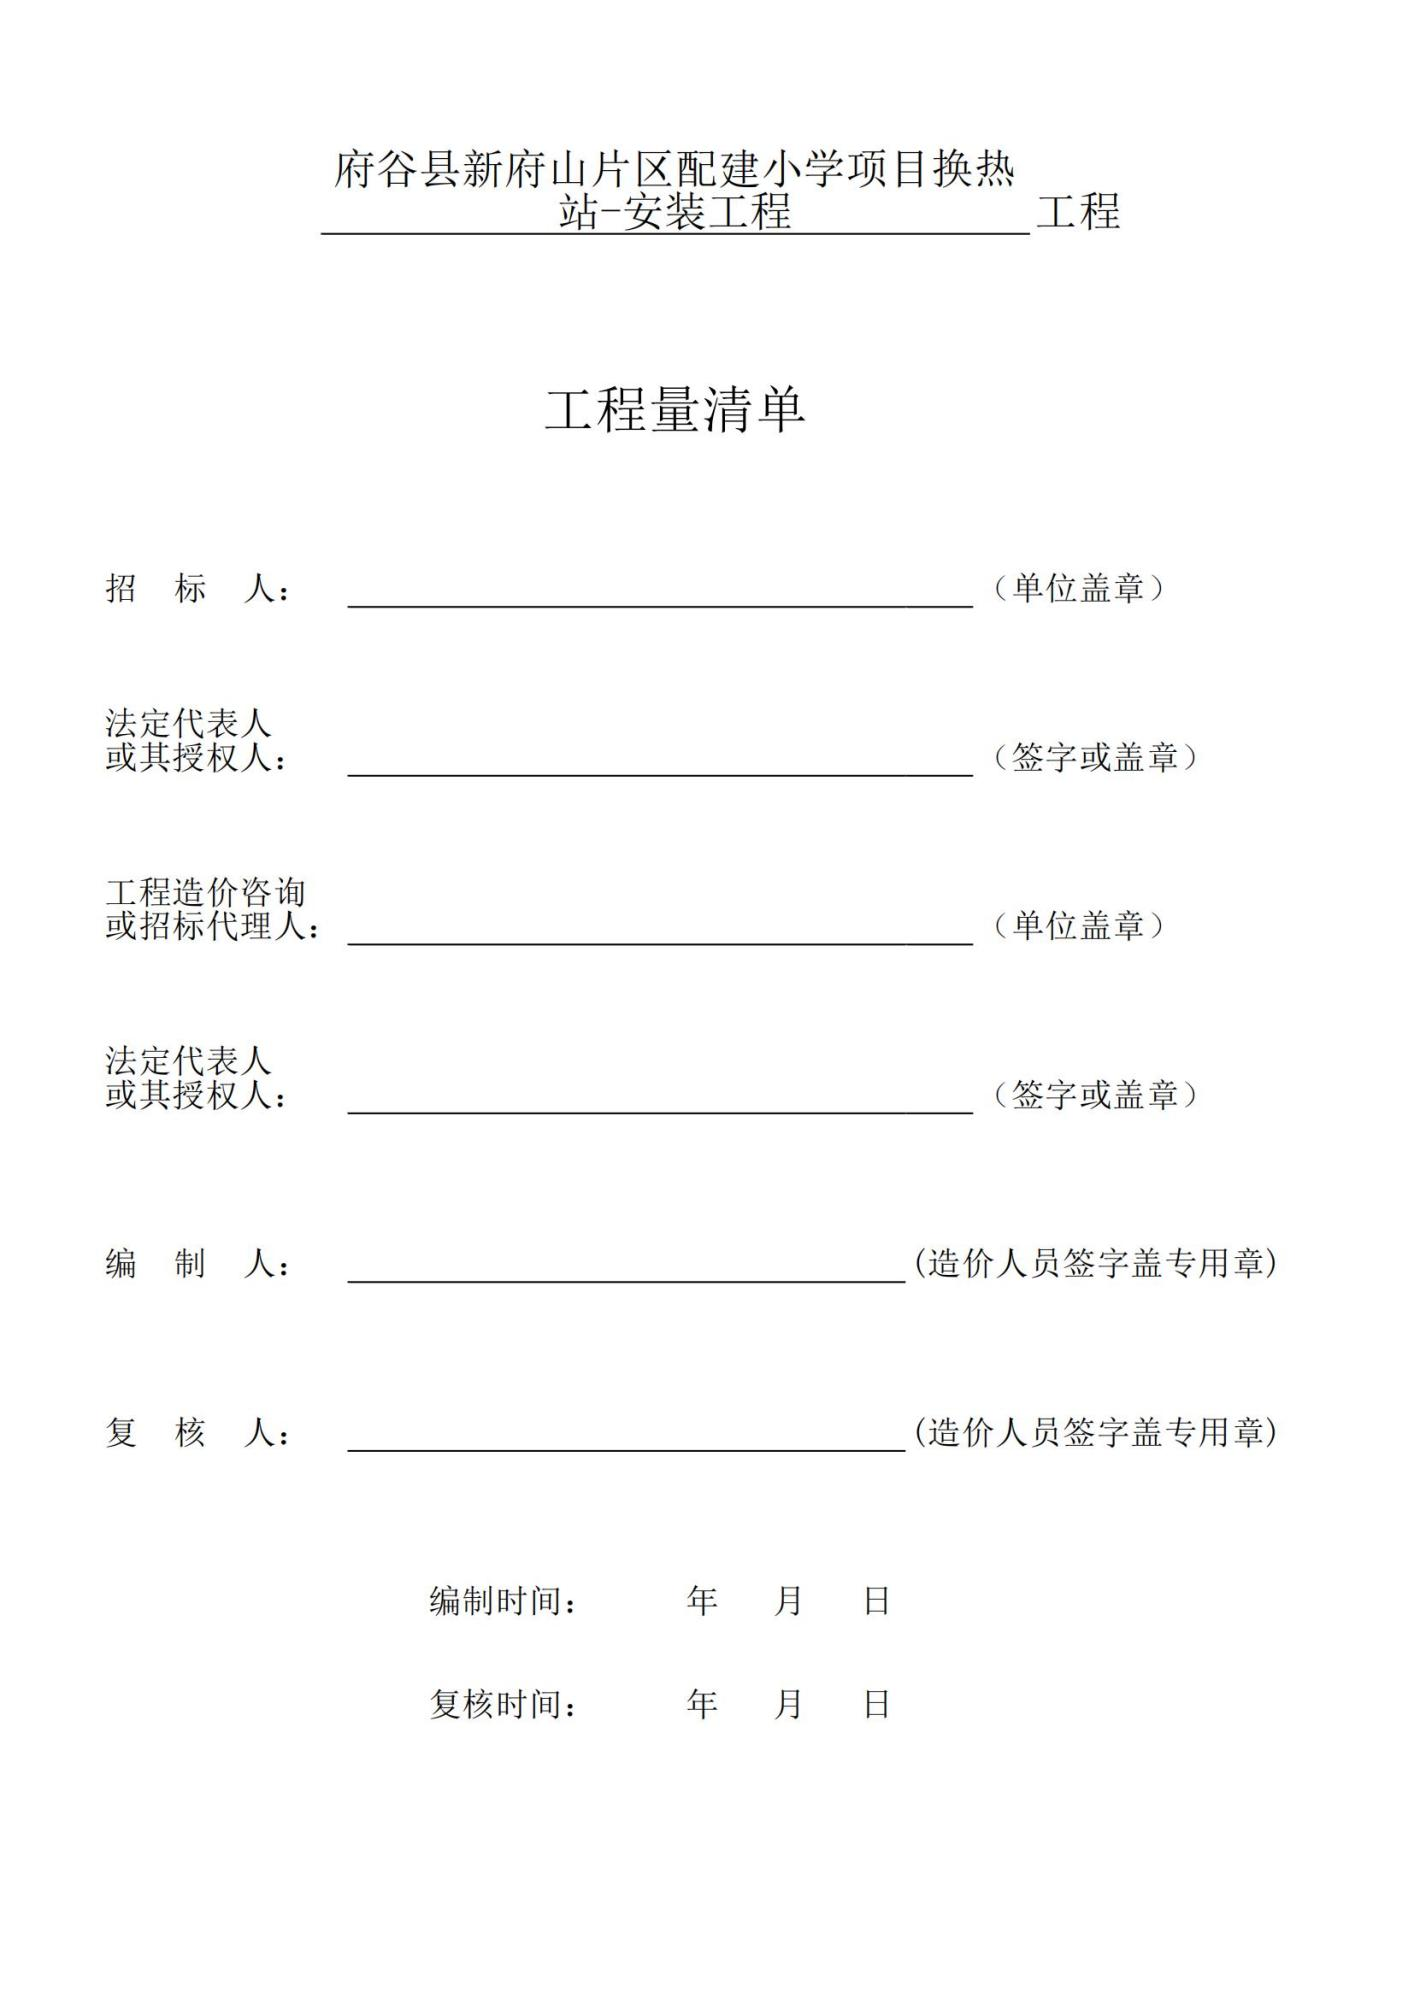 府谷县新府山片区配建小学项目换热
站-安装工程 工程
工程量清单
招 标 人： （单位盖章）
法定代表人
或其授权人： （签字或盖章）
工程造价咨询
或招标代理人： （单位盖章）
法定代表人
或其授权人： （签字或盖章）
编 制 人： (造价人员签字盖专用章)
复 核 人： (造价人员签字盖专用章)
编制时间： 年 月 日
复核时间： 年 月 日